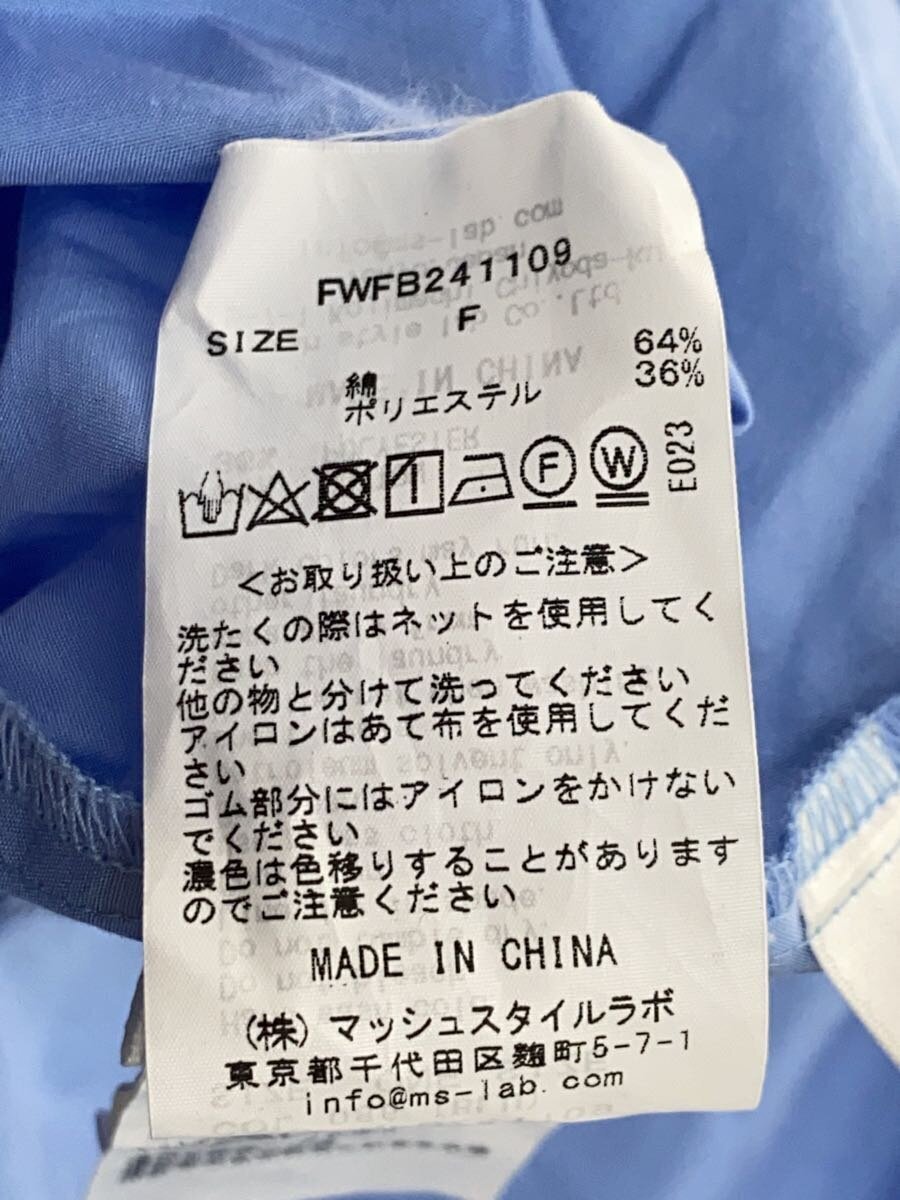 FWFB241109
SIZE F
綿 64%
ポリエステル 36%
F W E023
<お取り扱い上のご注意>
洗たくの際はネットを使用してく
ださい
他の物と分けて洗ってください
アイロンはあて布を使用してくだ
さい
ゴム部分にはアイロンをかけない
でください
濃色は色移りすることがあります
のでご注意ください
MADE IN CHINA
(株)マッシュスタイルラボ
東京都千代田区麹町5-7-1
info@ms-lab.com